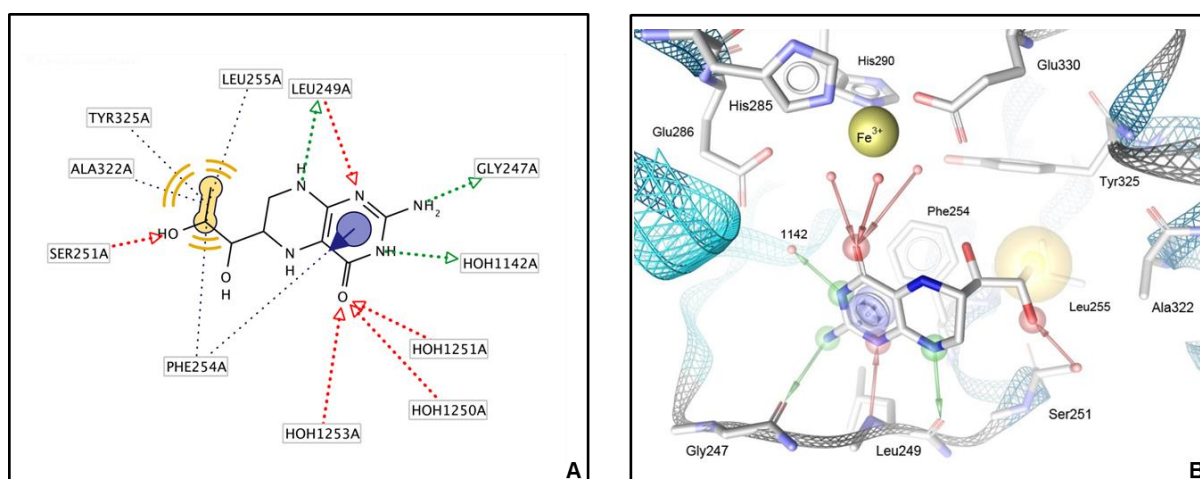 LEU255A
LEU249A
TYR325A
ALA322A
GLY247A
H
N
N
NH2
HO
SER251A
N
H
NH
HOH1142A
O
H
O
PHE254A
HOH1251A
HOH1250A
HOH1253A
A
His290
Glu330
His285
Fe3+
Glu286
Tyr325
Phe254
1142
Leu255
Ala322
Ser251
Gly247
Leu249
B